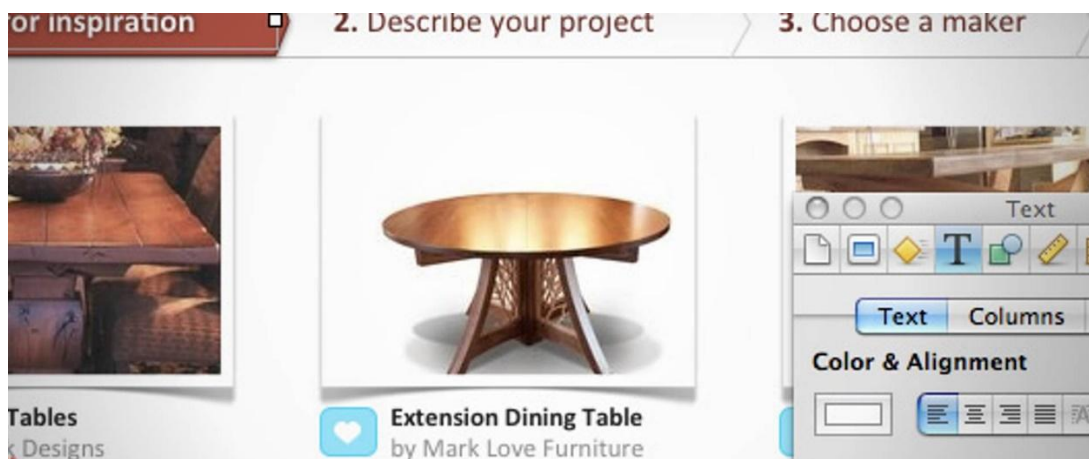 or inspiration
2. Describe your project
3. Choose a maker
Text
T
Text Columns
Color & Alignment
Tables
Designs
Extension Dining Table
by Mark Love Furniture